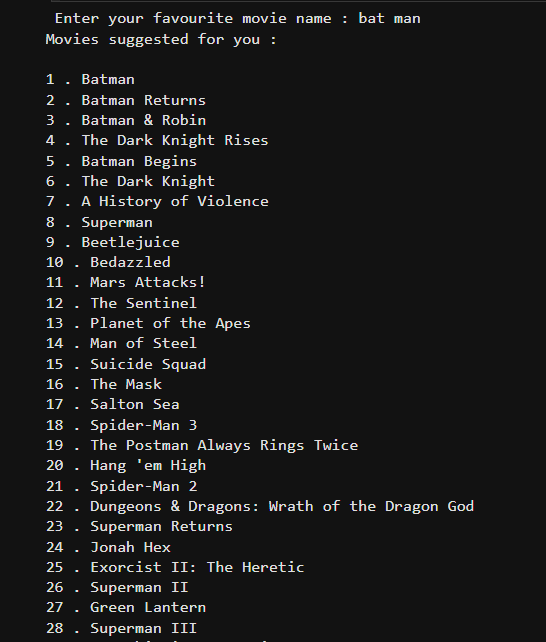 Enter your favourite movie name : bat man
Movies suggested for you :
1 . Batman
2 . Batman Returns
3 . Batman & Robin
4 . The Dark Knight Rises
5 . Batman Begins
6 . The Dark Knight
7 . A History of Violence
8 . Superman
9 . Beetlejuice
10 . Bedazzled
11 . Mars Attacks!
12 . The Sentinel
13 . Planet of the Apes
14 . Man of Steel
15 . Suicide Squad
16 . The Mask
17 . Salton Sea
18 . Spider-Man 3
19 . The Postman Always Rings Twice
20 . Hang 'em High
21 . Spider-Man 2
22 . Dungeons & Dragons: Wrath of the Dragon God
23 . Superman Returns
24 . Jonah Hex
25 . Exorcist II: The Heretic
26 . Superman II
27 . Green Lantern
28 . Superman III